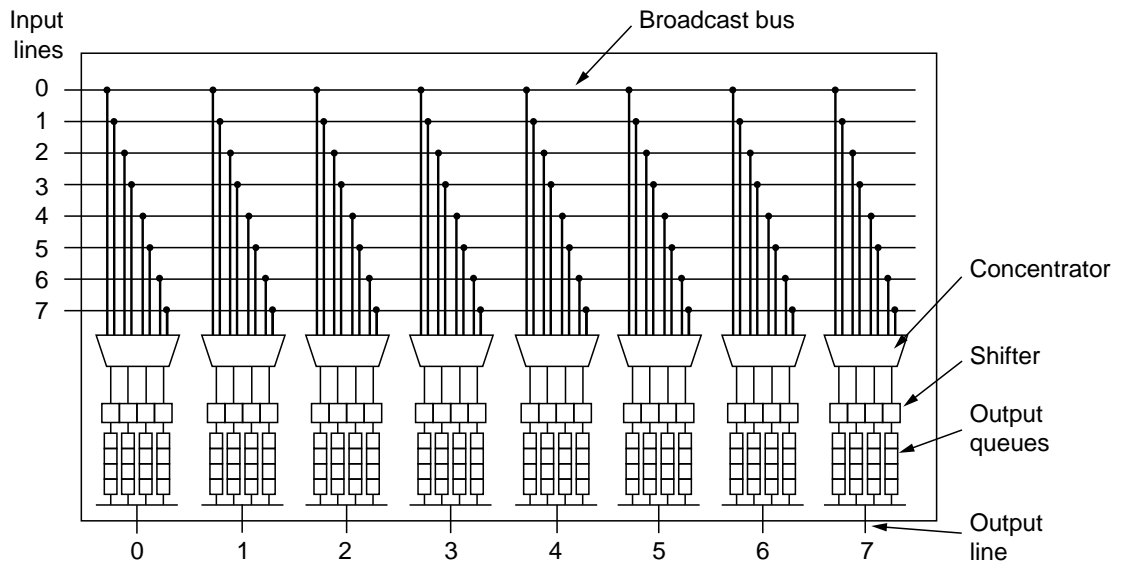 Input
lines
Broadcast bus
0
1
2
3
4
5
6
7
Concentrator
Shifter
Output
queues
Output
line
0 1 2 3 4 5 6 7